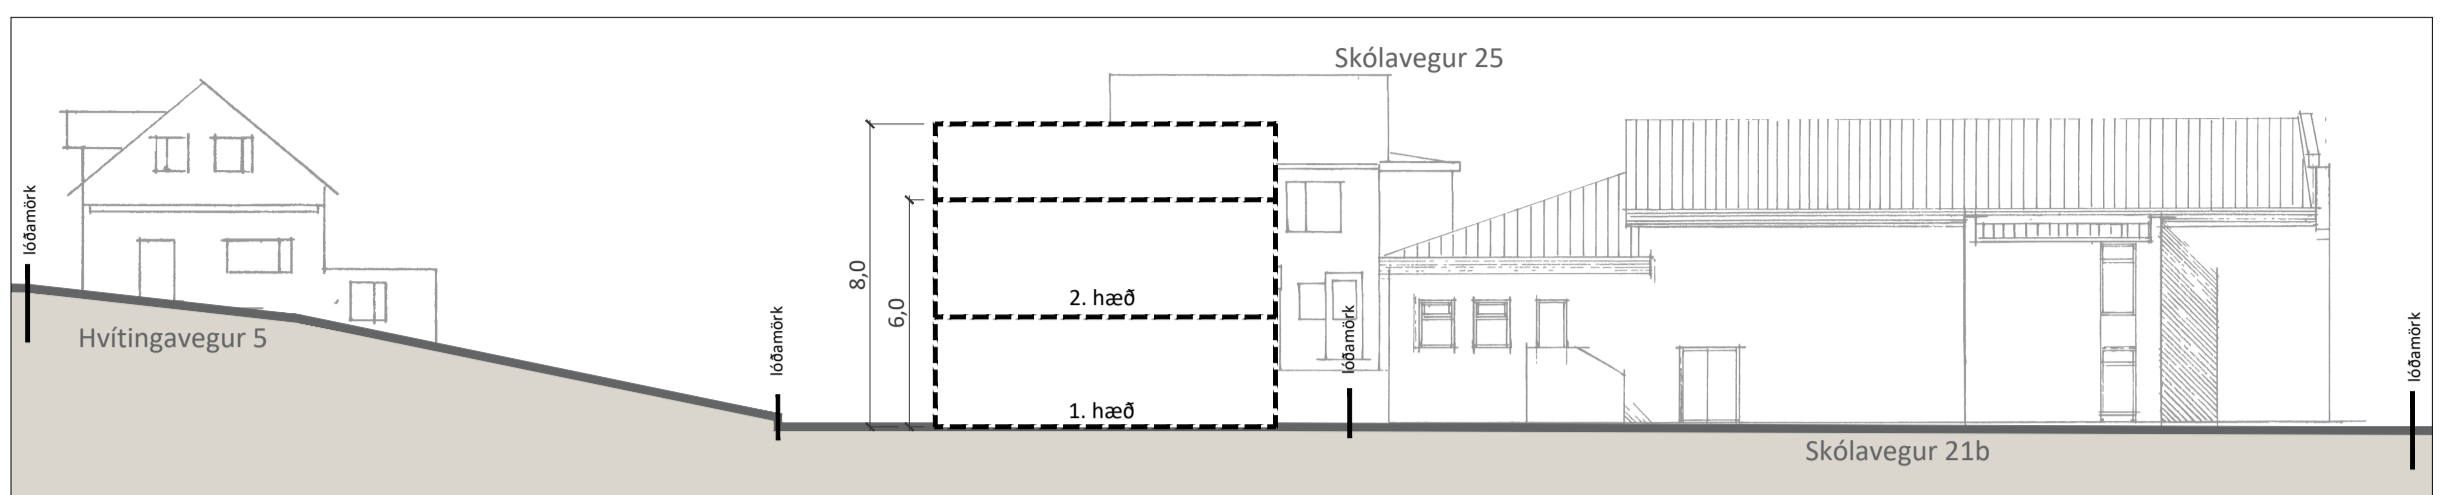 Skólavegur 25
lóðamörk
8,0
6,0
2. hæð
Hvítingavegur 5
lóðamörk
lóðamörk
lóðamörk
1. hæð
Skólavegur 21b